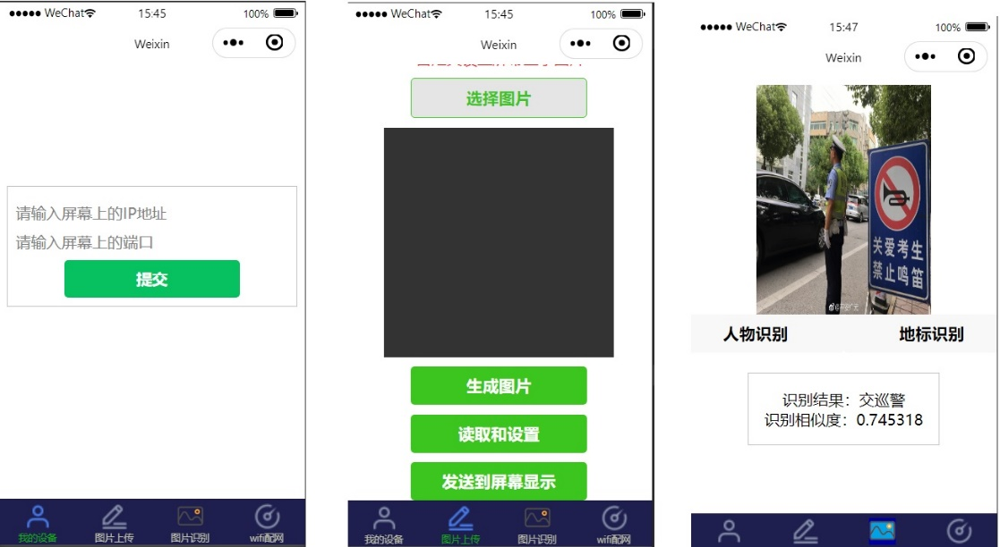 WeChat 15:45 100%
Weixin
请输入屏幕上的IP地址
请输入屏幕上的端口
提交
我的设备 图片上传 图片识别 wifi配网
WeChat 15:45 100%
Weixin
选择图片
生成图片
读取和设置
发送到屏幕显示
我的设备 图片上传 图片识别 wifi配网
WeChat 15:47 100%
Weixin
关爱考生
禁止鸣笛
人物识别 地标识别
识别结果：交巡警
识别相似度：0.745318